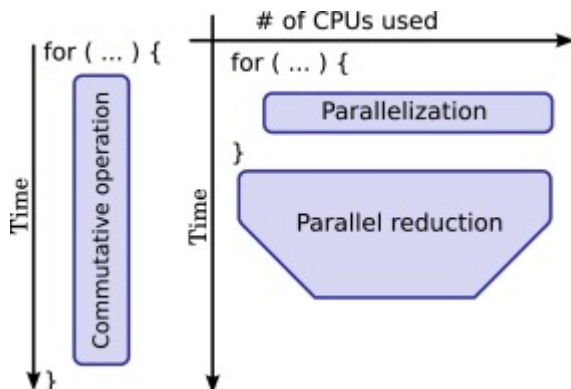 # of CPUs used
for ( ... ) {
Commutative operation
}
Time
for ( ... ) {
Parallelization
}
Parallel reduction
Time